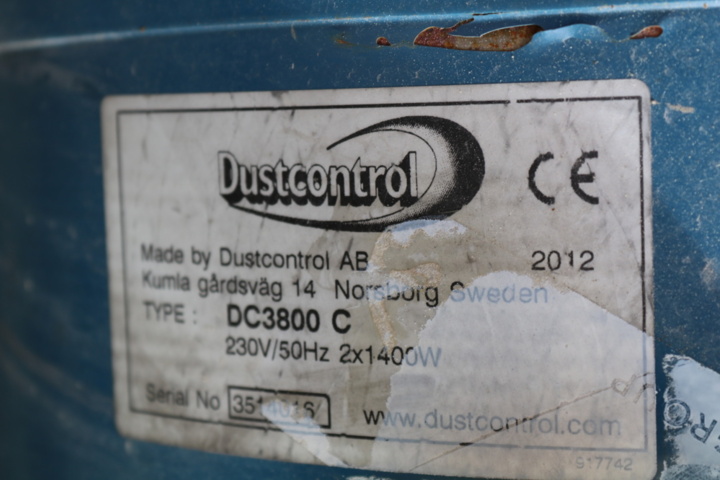 Dustcontrol
CE
Made by Dustcontrol AB 2012
Kumla gårdsväg 14 Norsborg Sweden
TYPE : DC3800 C
230V/50Hz 2x1400W
Serial No
www.dustcontrol.com
917742